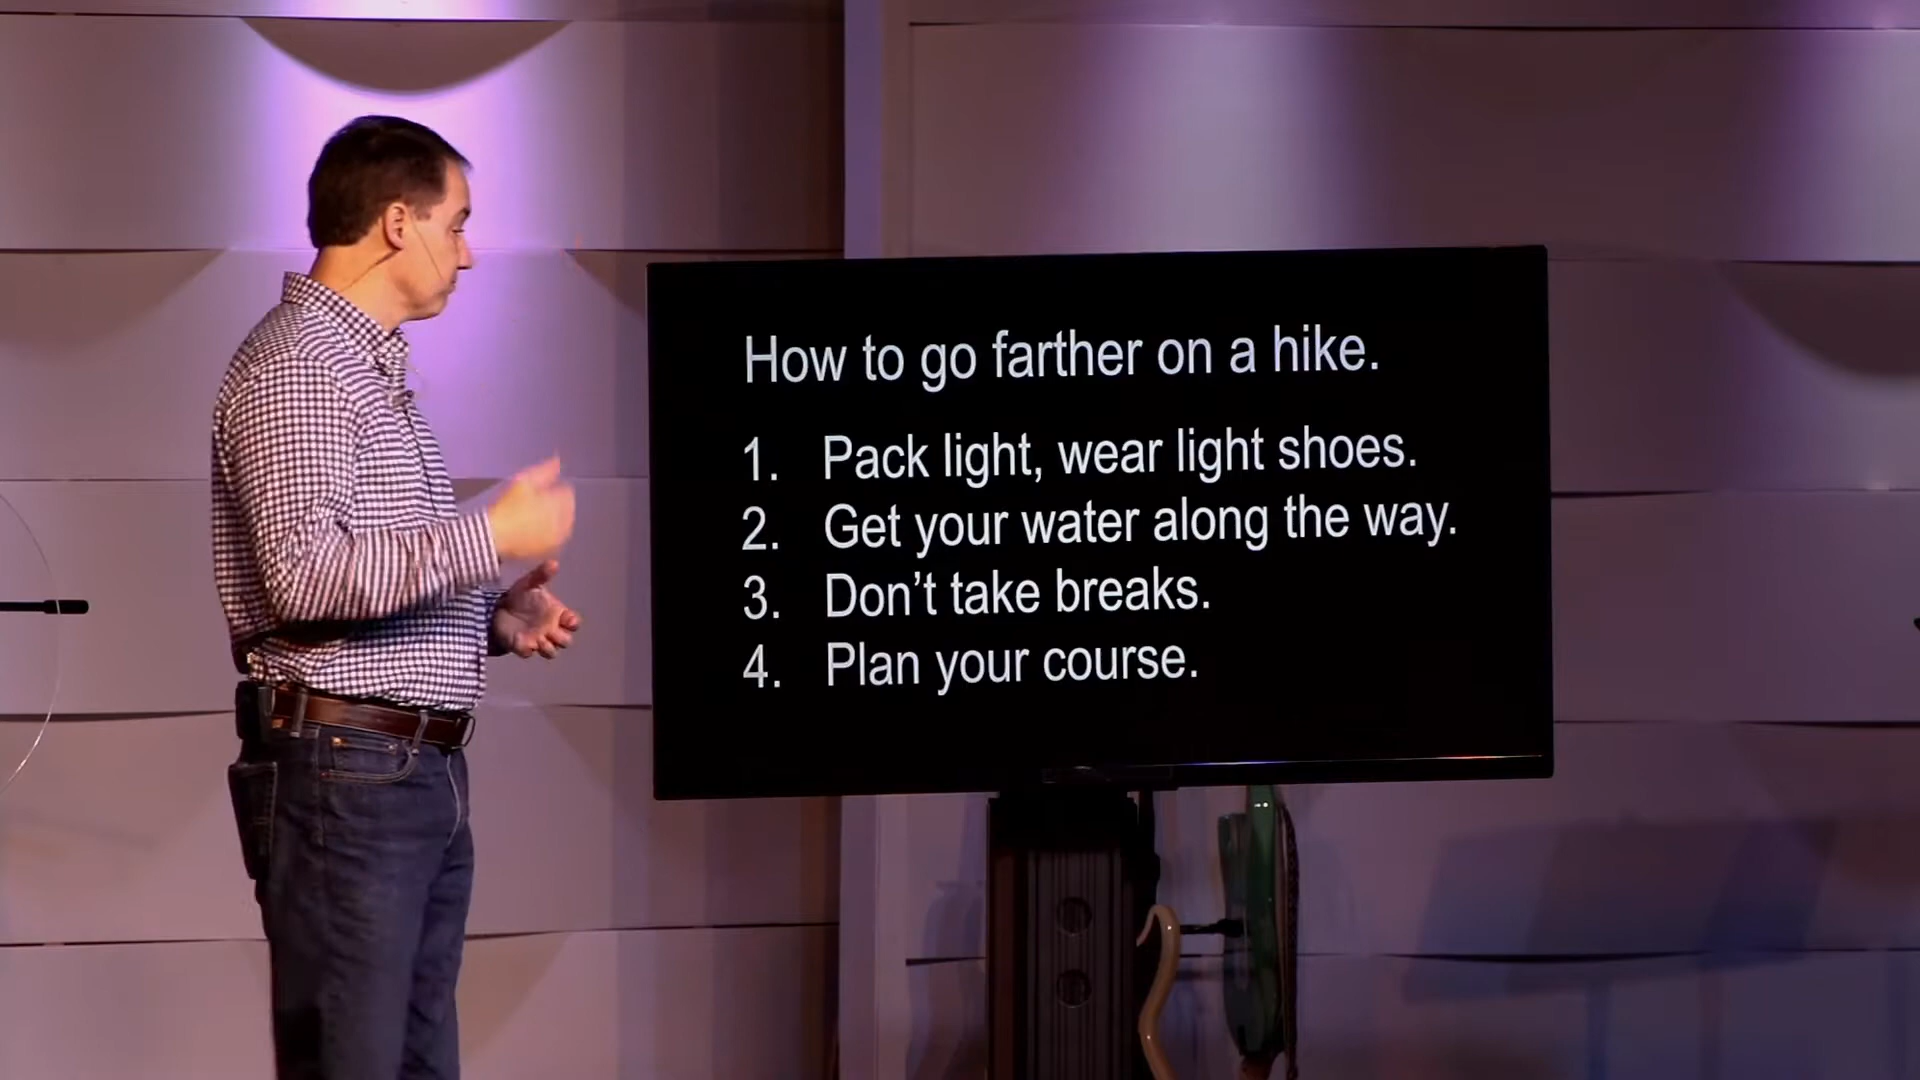 How to go farther on a hike.
1. Pack light, wear light shoes.
2. Get your water along the way.
3. Don’t take breaks.
4. Plan your course.